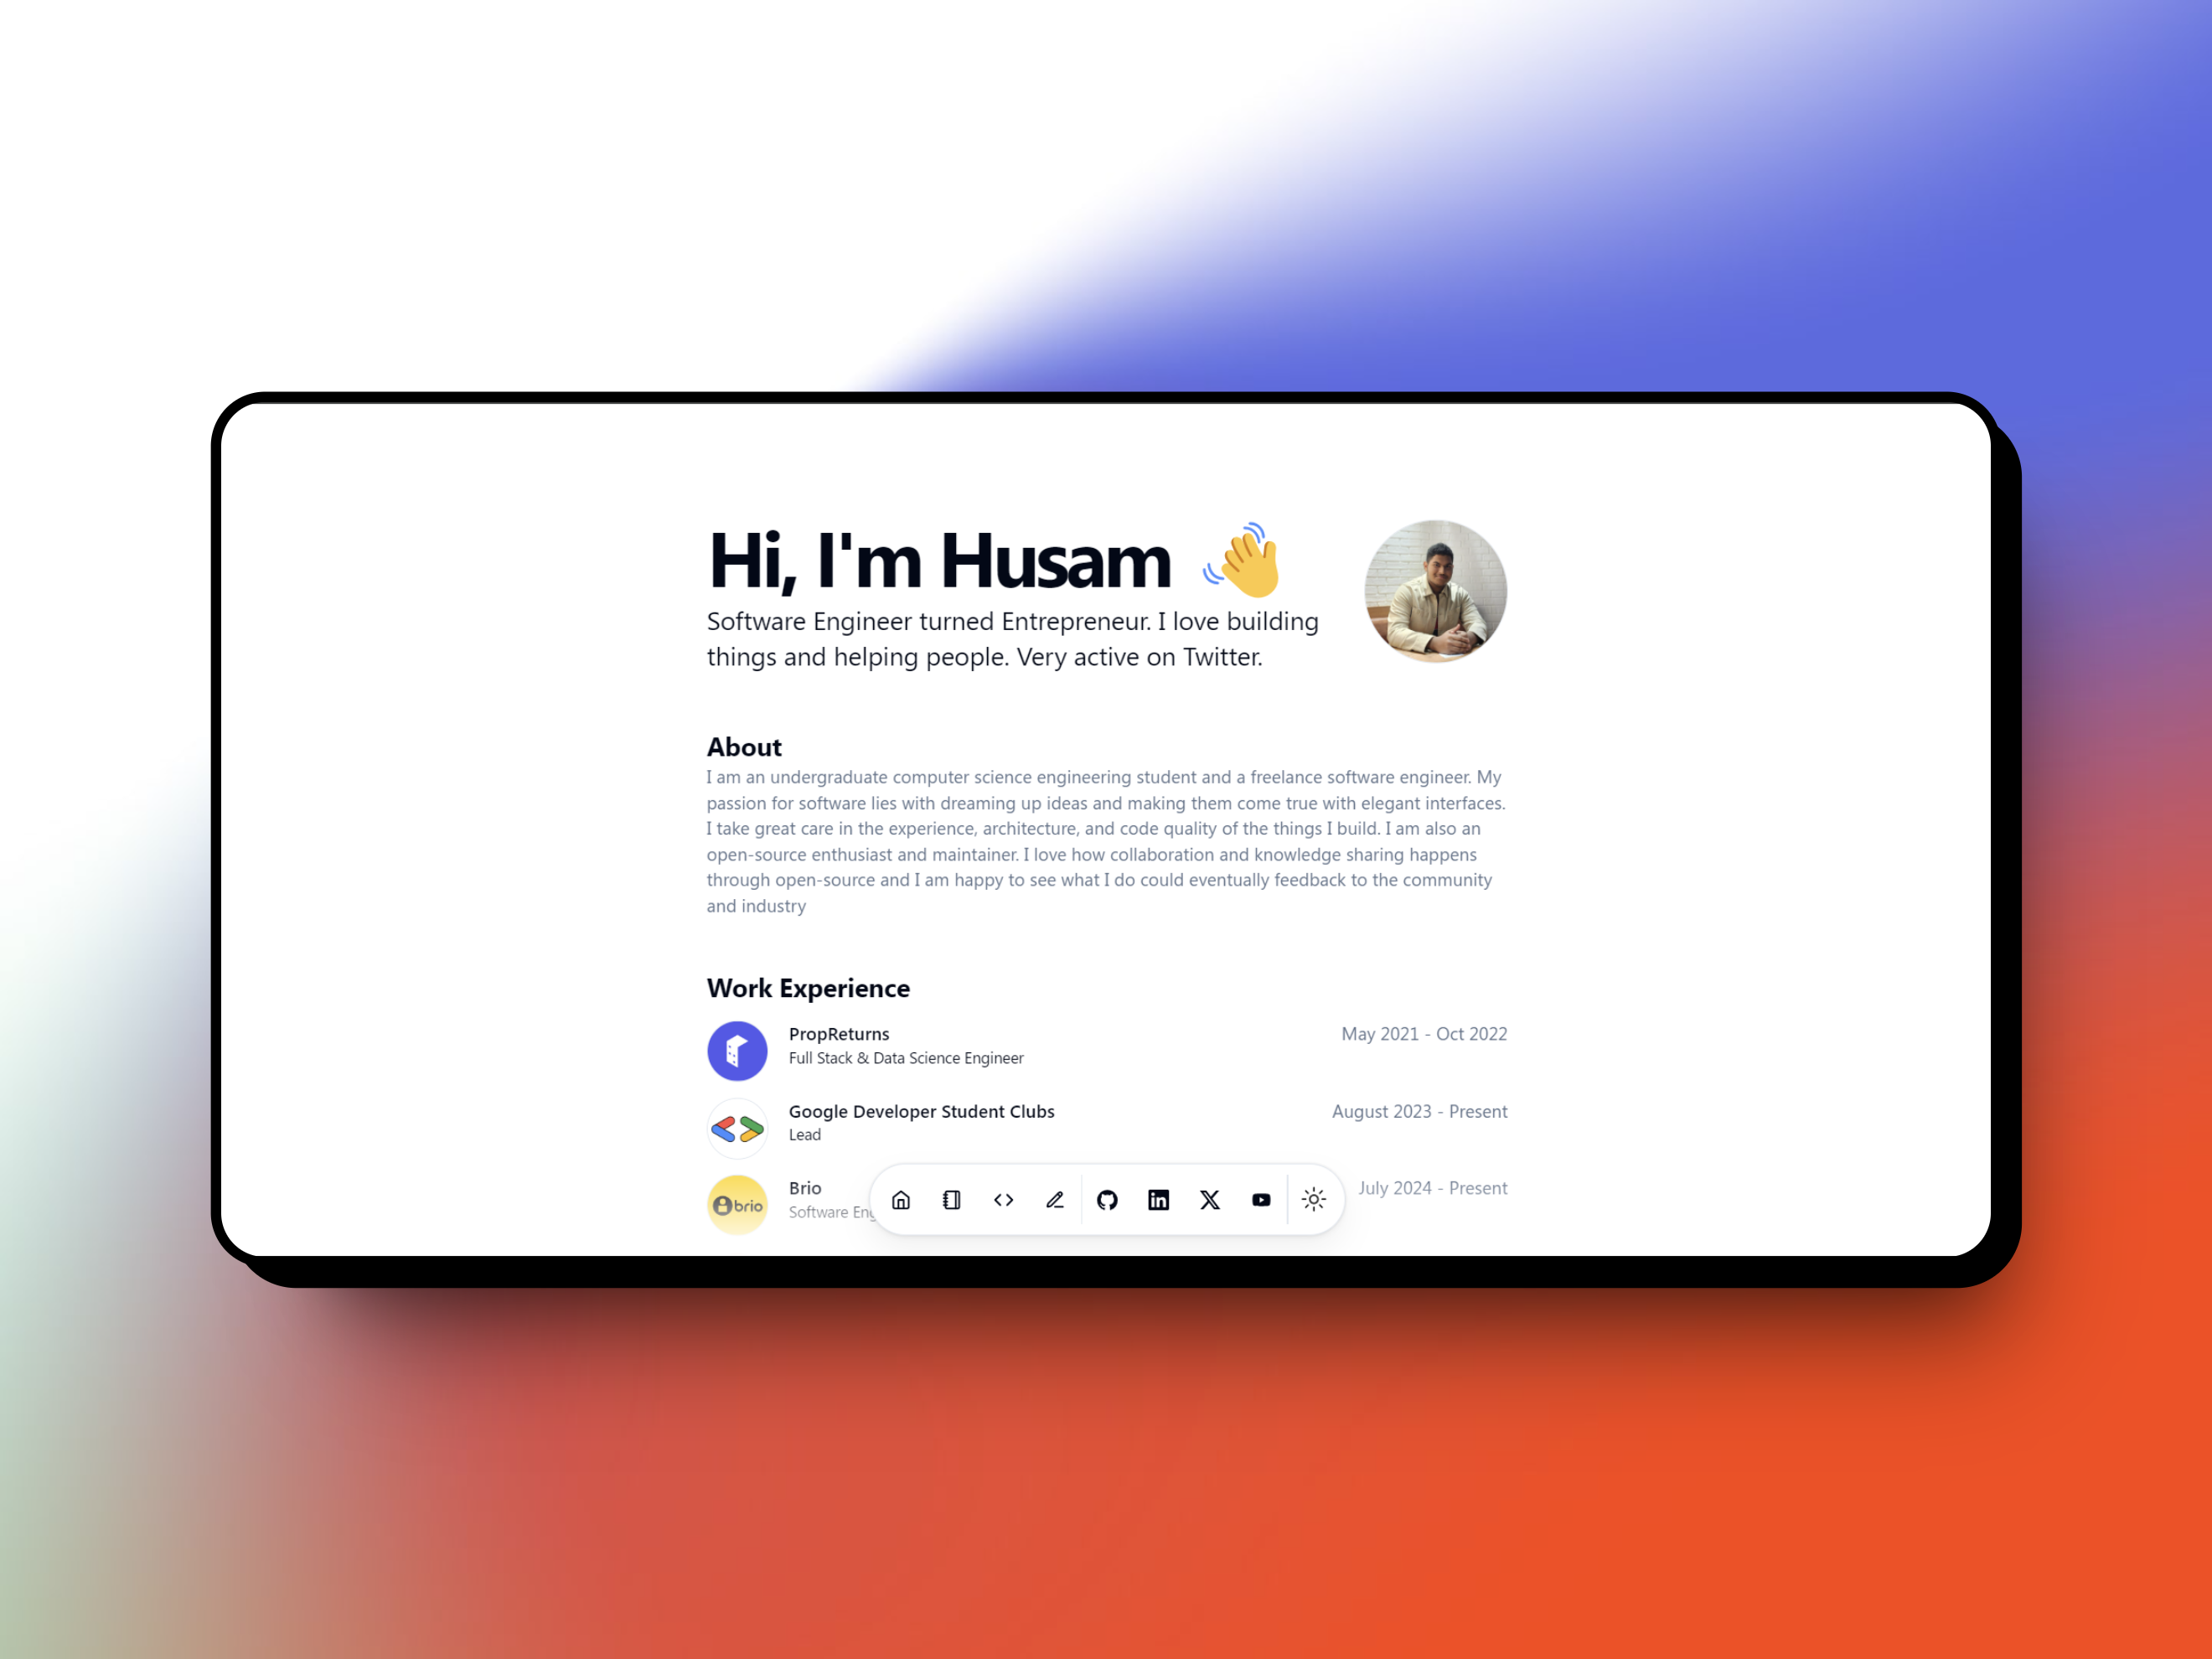 Hi, I'm Husam 👋
Software Engineer turned Entrepreneur. I love building
things and helping people. Very active on Twitter.
About
I am an undergraduate computer science engineering student and a freelance software engineer. My
passion for software lies with dreaming up ideas and making them come true with elegant interfaces.
I take great care in the experience, architecture, and code quality of the things I build. I am also an
open-source enthusiast and maintainer. I love how collaboration and knowledge sharing happens
through open-source and I am happy to see what I do could eventually feedback to the community
and industry
Work Experience
PropReturns May 2021 - Oct 2022
Full Stack & Data Science Engineer
Google Developer Student Clubs August 2023 - Present
Lead
brio
Brio July 2024 - Present
Software Eng